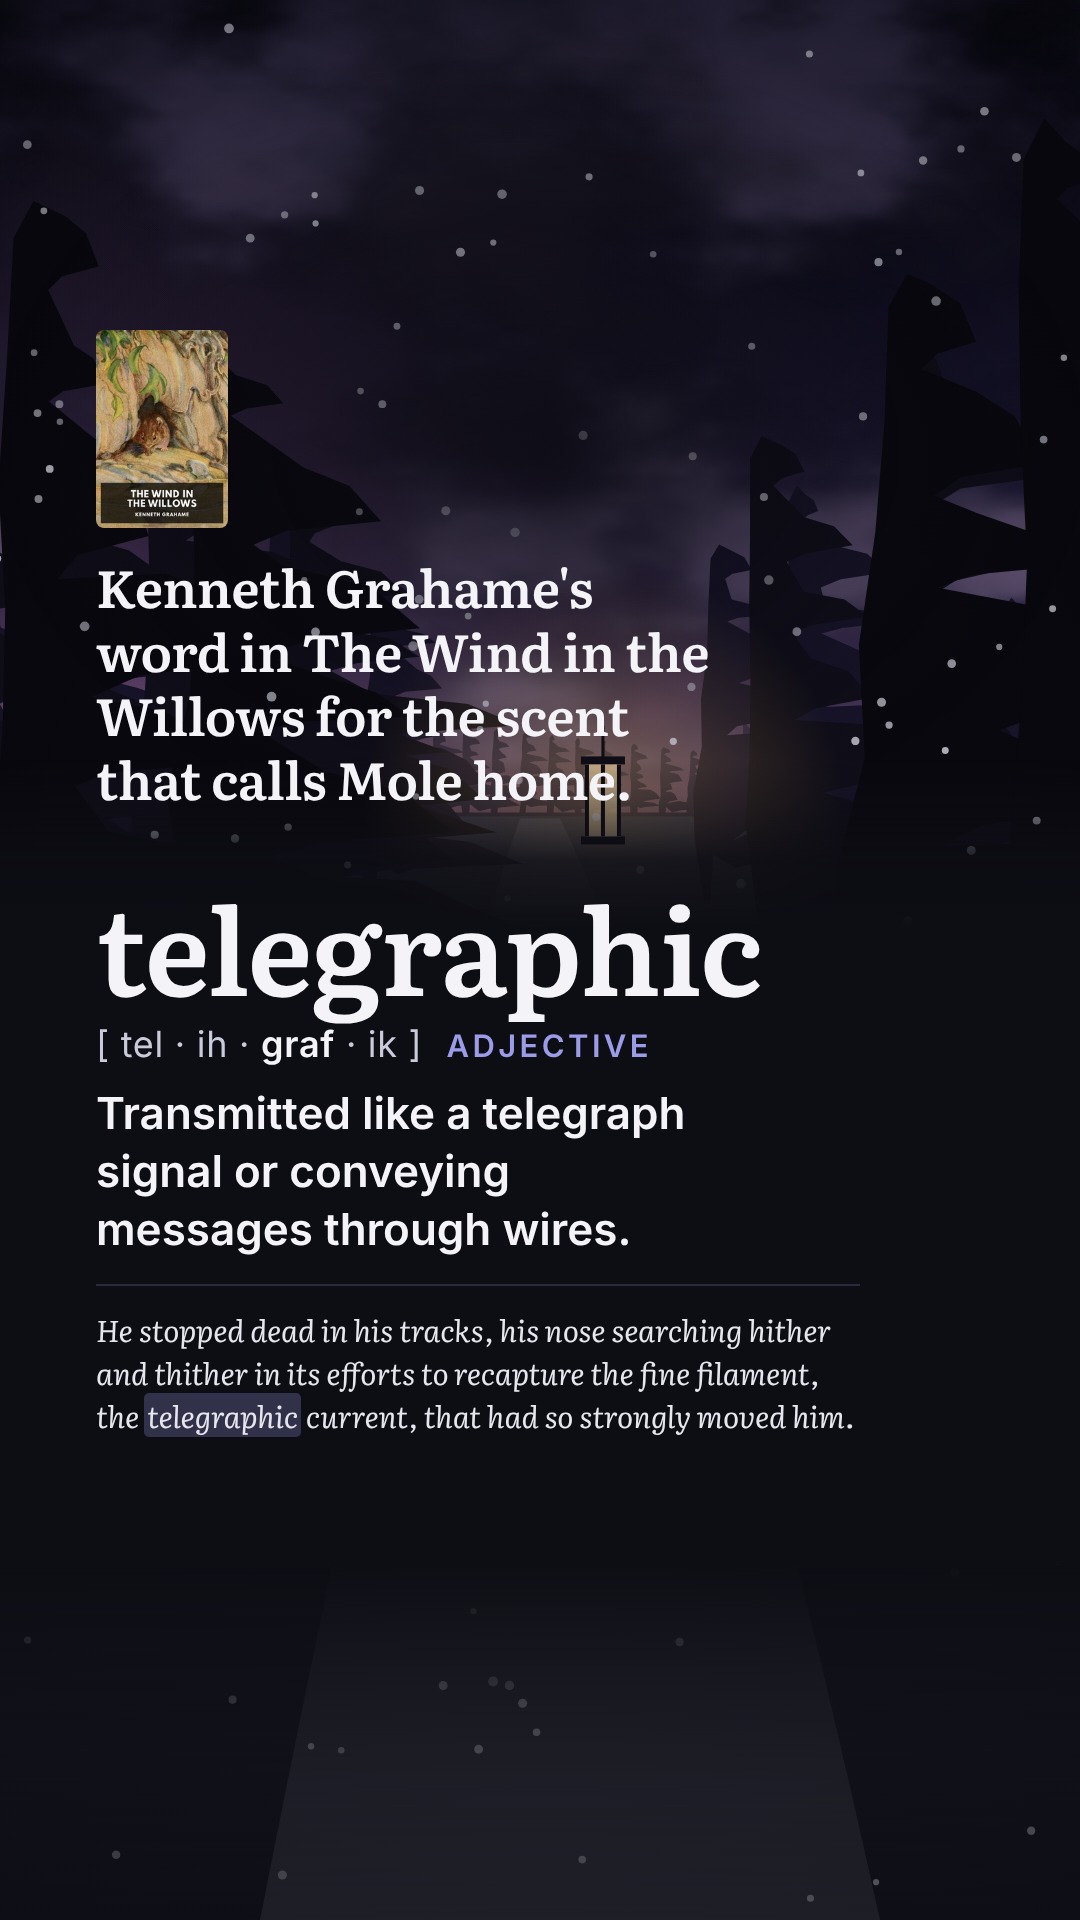 THE WIND IN
THE WILLOWS
KENNETH GRAHAME
Kenneth Grahame's
word in The Wind in the
Willows for the scent
that calls Mole home.
telegraphic
[ tel · ih · graf · ik ] ADJECTIVE
Transmitted like a telegraph
signal or conveying
messages through wires.
He stopped dead in his tracks, his nose searching hither
and thither in its efforts to recapture the fine filament,
the telegraphic current, that had so strongly moved him.